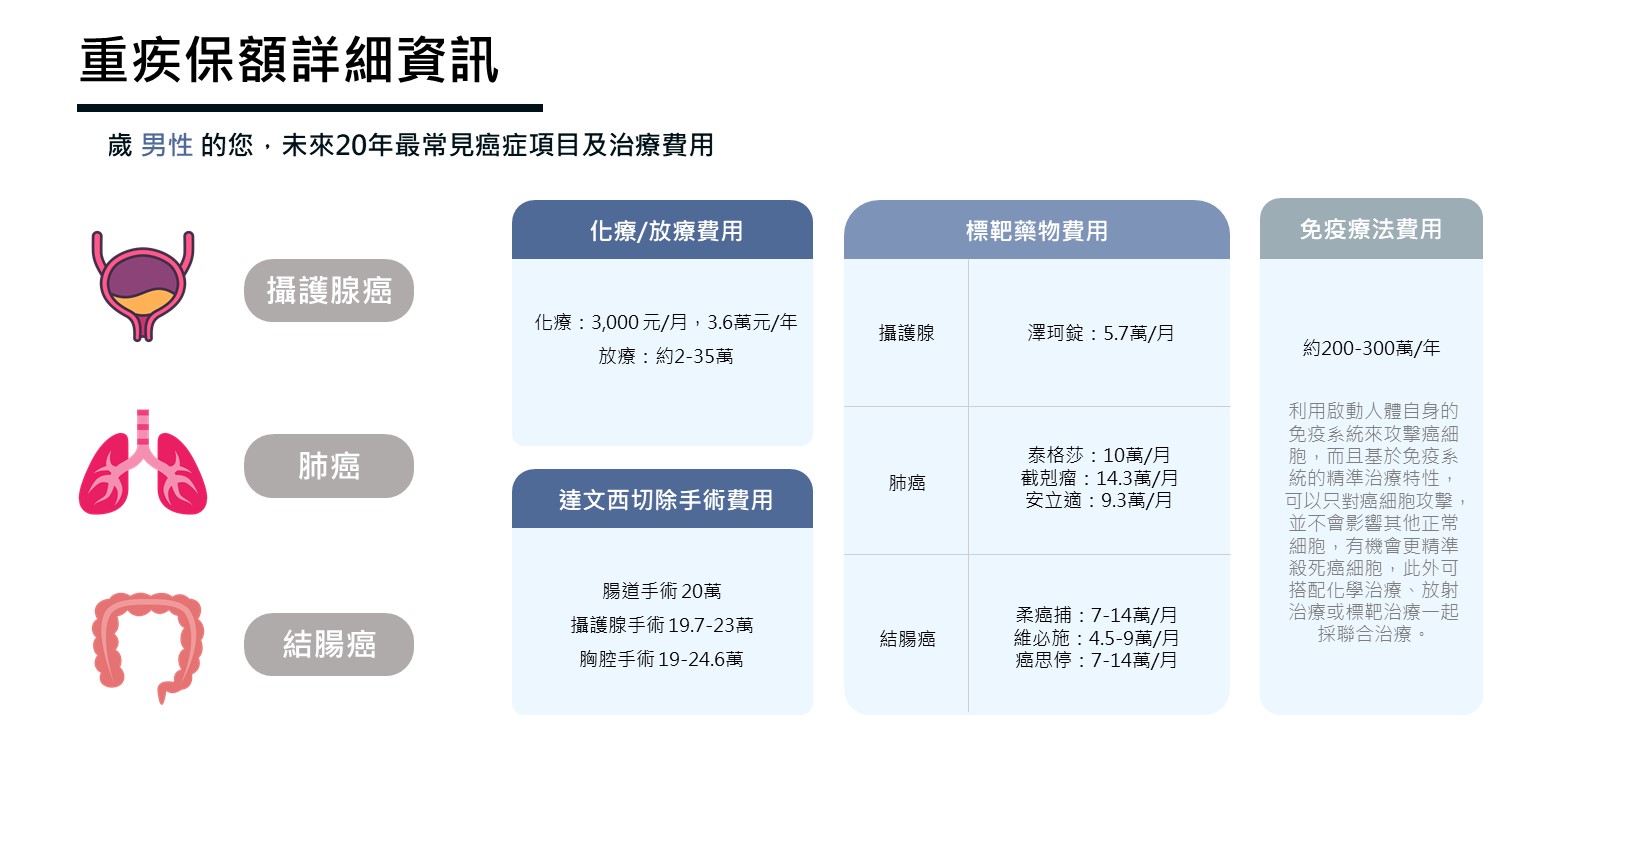 重疾保額詳細資訊
歲 男性 的您，未來20年最常見癌症項目及治療費用
攝護腺癌
肺癌
結腸癌
化療/放療費用
化療：3,000 元/月，3.6萬元/年
放療：約2-35萬
達文西切除手術費用
腸道手術 20萬
攝護腺手術 19.7-23萬
胸腔手術 19-24.6萬
標靶藥物費用
攝護腺
澤珂錠：5.7萬/月
肺癌
泰格莎：10萬/月
截剋瘤：14.3萬/月
安立適：9.3萬/月
結腸癌
柔癌捕：7-14萬/月
維必施：4.5-9萬/月
癌思停：7-14萬/月
免疫療法費用
約200-300萬/年
利用啟動人體自身的
免疫系統來攻擊癌細
胞，而且基於免疫系
統的精準治療特性，
可以只對癌細胞攻擊，
並不會影響其他正常
細胞，有機會更精準
殺死癌細胞，此外可
搭配化學治療、放射
治療或標靶治療一起
採聯合治療。